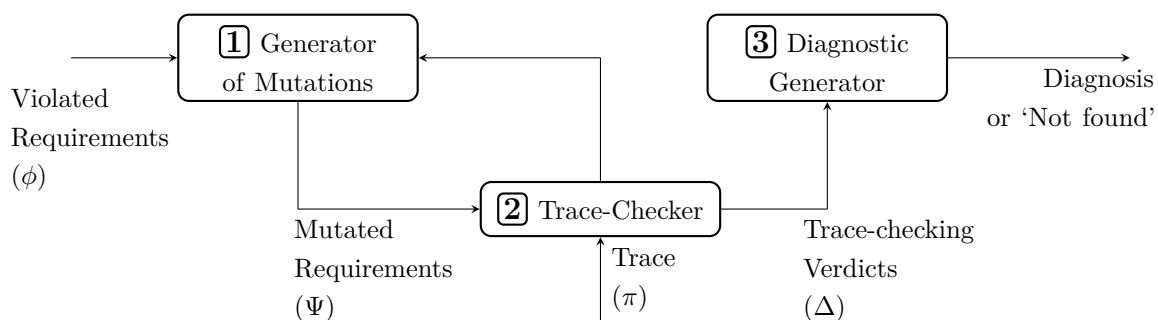 1 Generator
of Mutations
3 Diagnostic
Generator
Violated
Requirements
(ϕ)
Diagnosis
or ‘Not found’
2 Trace-Checker
Mutated
Requirements
(Ψ)
Trace
(π)
Trace-checking
Verdicts
(Δ)